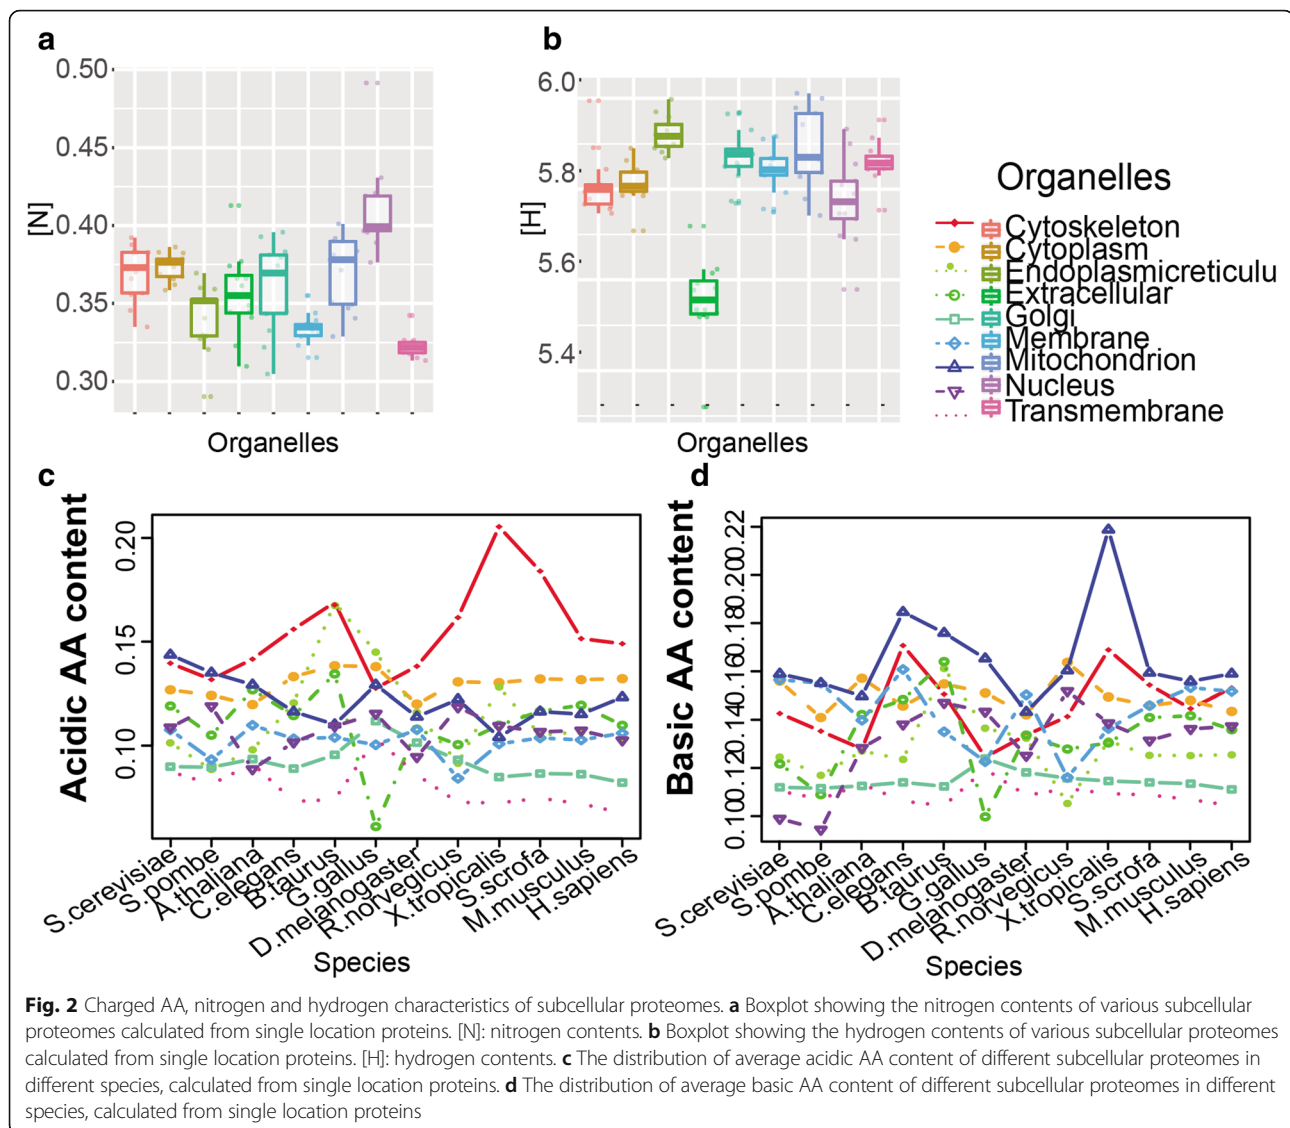 a
b
0.50
0.45
0.40
0.35
0.30
[N]
Organelles
6.0
5.8
5.6
5.4
[H]
Organelles
Organelles
Cytoskeleton
Cytoplasm
Endoplasmicreticulu
Extracellular
Golgi
Membrane
Mitochondrion
Nucleus
Transmembrane
c
Acidic AA content
0.20
0.15
0.10
S.cerevisiae
S.pombe
A.thaliana
C.elegans
B.taurus
G.gallus
D.melanogaster
R.norvegicus
X.tropicalis
S.scrofa
M.musculus
H.sapiens
Species
d
Basic AA content
0.100.120.140.160.180.200.22
S.cerevisiae
S.pombe
A.thaliana
C.elegans
B.taurus
G.gallus
D.melanogaster
R.norvegicus
X.tropicalis
S.scrofa
M.musculus
H.sapiens
Species
Fig. 2 Charged AA, nitrogen and hydrogen characteristics of subcellular proteomes. a Boxplot showing the nitrogen contents of various subcellular
proteomes calculated from single location proteins. [N]: nitrogen contents. b Boxplot showing the hydrogen contents of various subcellular proteomes
calculated from single location proteins. [H]: hydrogen contents. c The distribution of average acidic AA content of different subcellular proteomes in
different species, calculated from single location proteins. d The distribution of average basic AA content of different subcellular proteomes in different
species, calculated from single location proteins